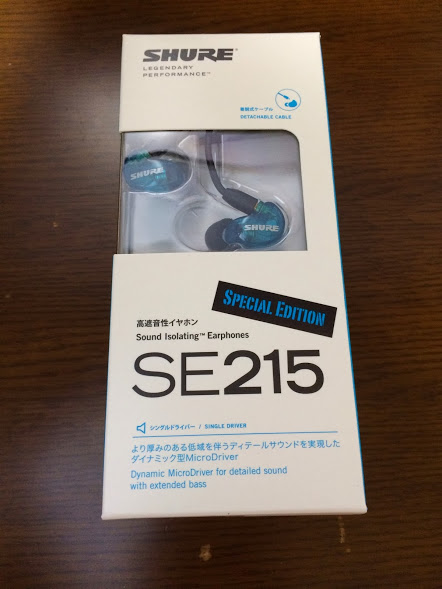 SHURE
LEGENDARY
PERFORMANCE™
着脱式ケーブル
DETACHABLE CABLE
SHURE
SHURE
SPECIAL EDITION
高遮音性イヤホン
Sound Isolating™ Earphones
SE215
シングルドライバー / SINGLE DRIVER
より厚みのある低域を伴うディテールサウンドを実現した
ダイナミック型MicroDriver
Dynamic MicroDriver for detailed sound
with extended bass